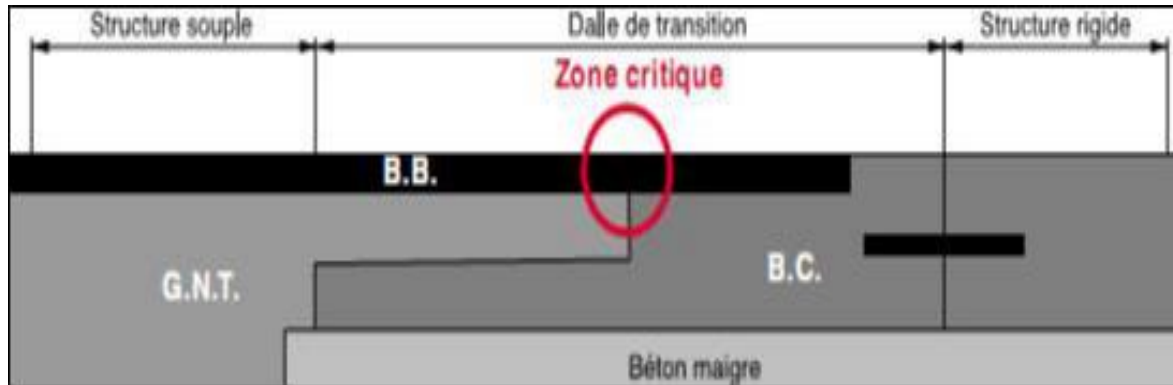 Structure souple
Dalle de transition
Structure rigide
Zone critique
B.B.
G.N.T.
B.C.
Béton maigre